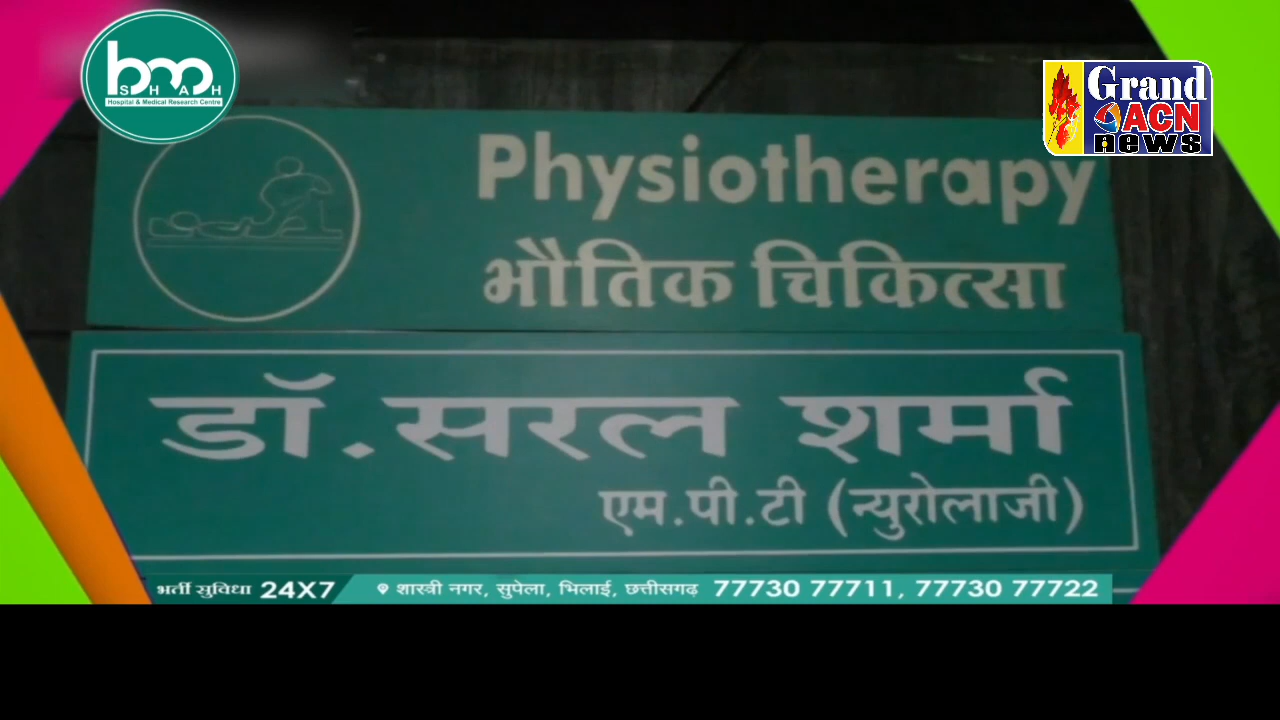 bmshah
Hospital & Medical Research Centre
Grand
ACN
news
Physiotherapy
भौतिक चिकित्सा
डॉ. सरल शर्मा
एम.पी.टी (न्युरोलाजी)
भर्ती सुविधा 24X7 शास्त्री नगर, सुपेला, भिलाई, छत्तीसगढ़ 77730 77711, 77730 77722